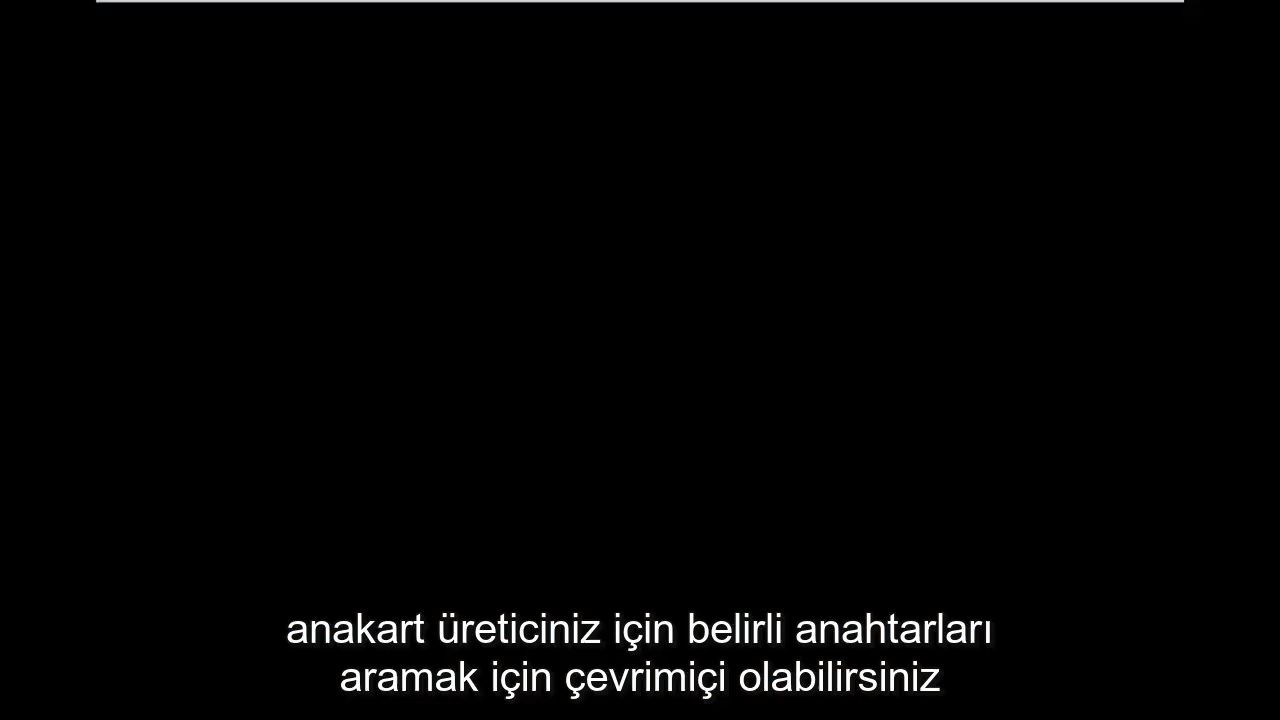 anakart üreticiniz için belirli anahtarları
aramak için çevrimiçi olabilirsiniz